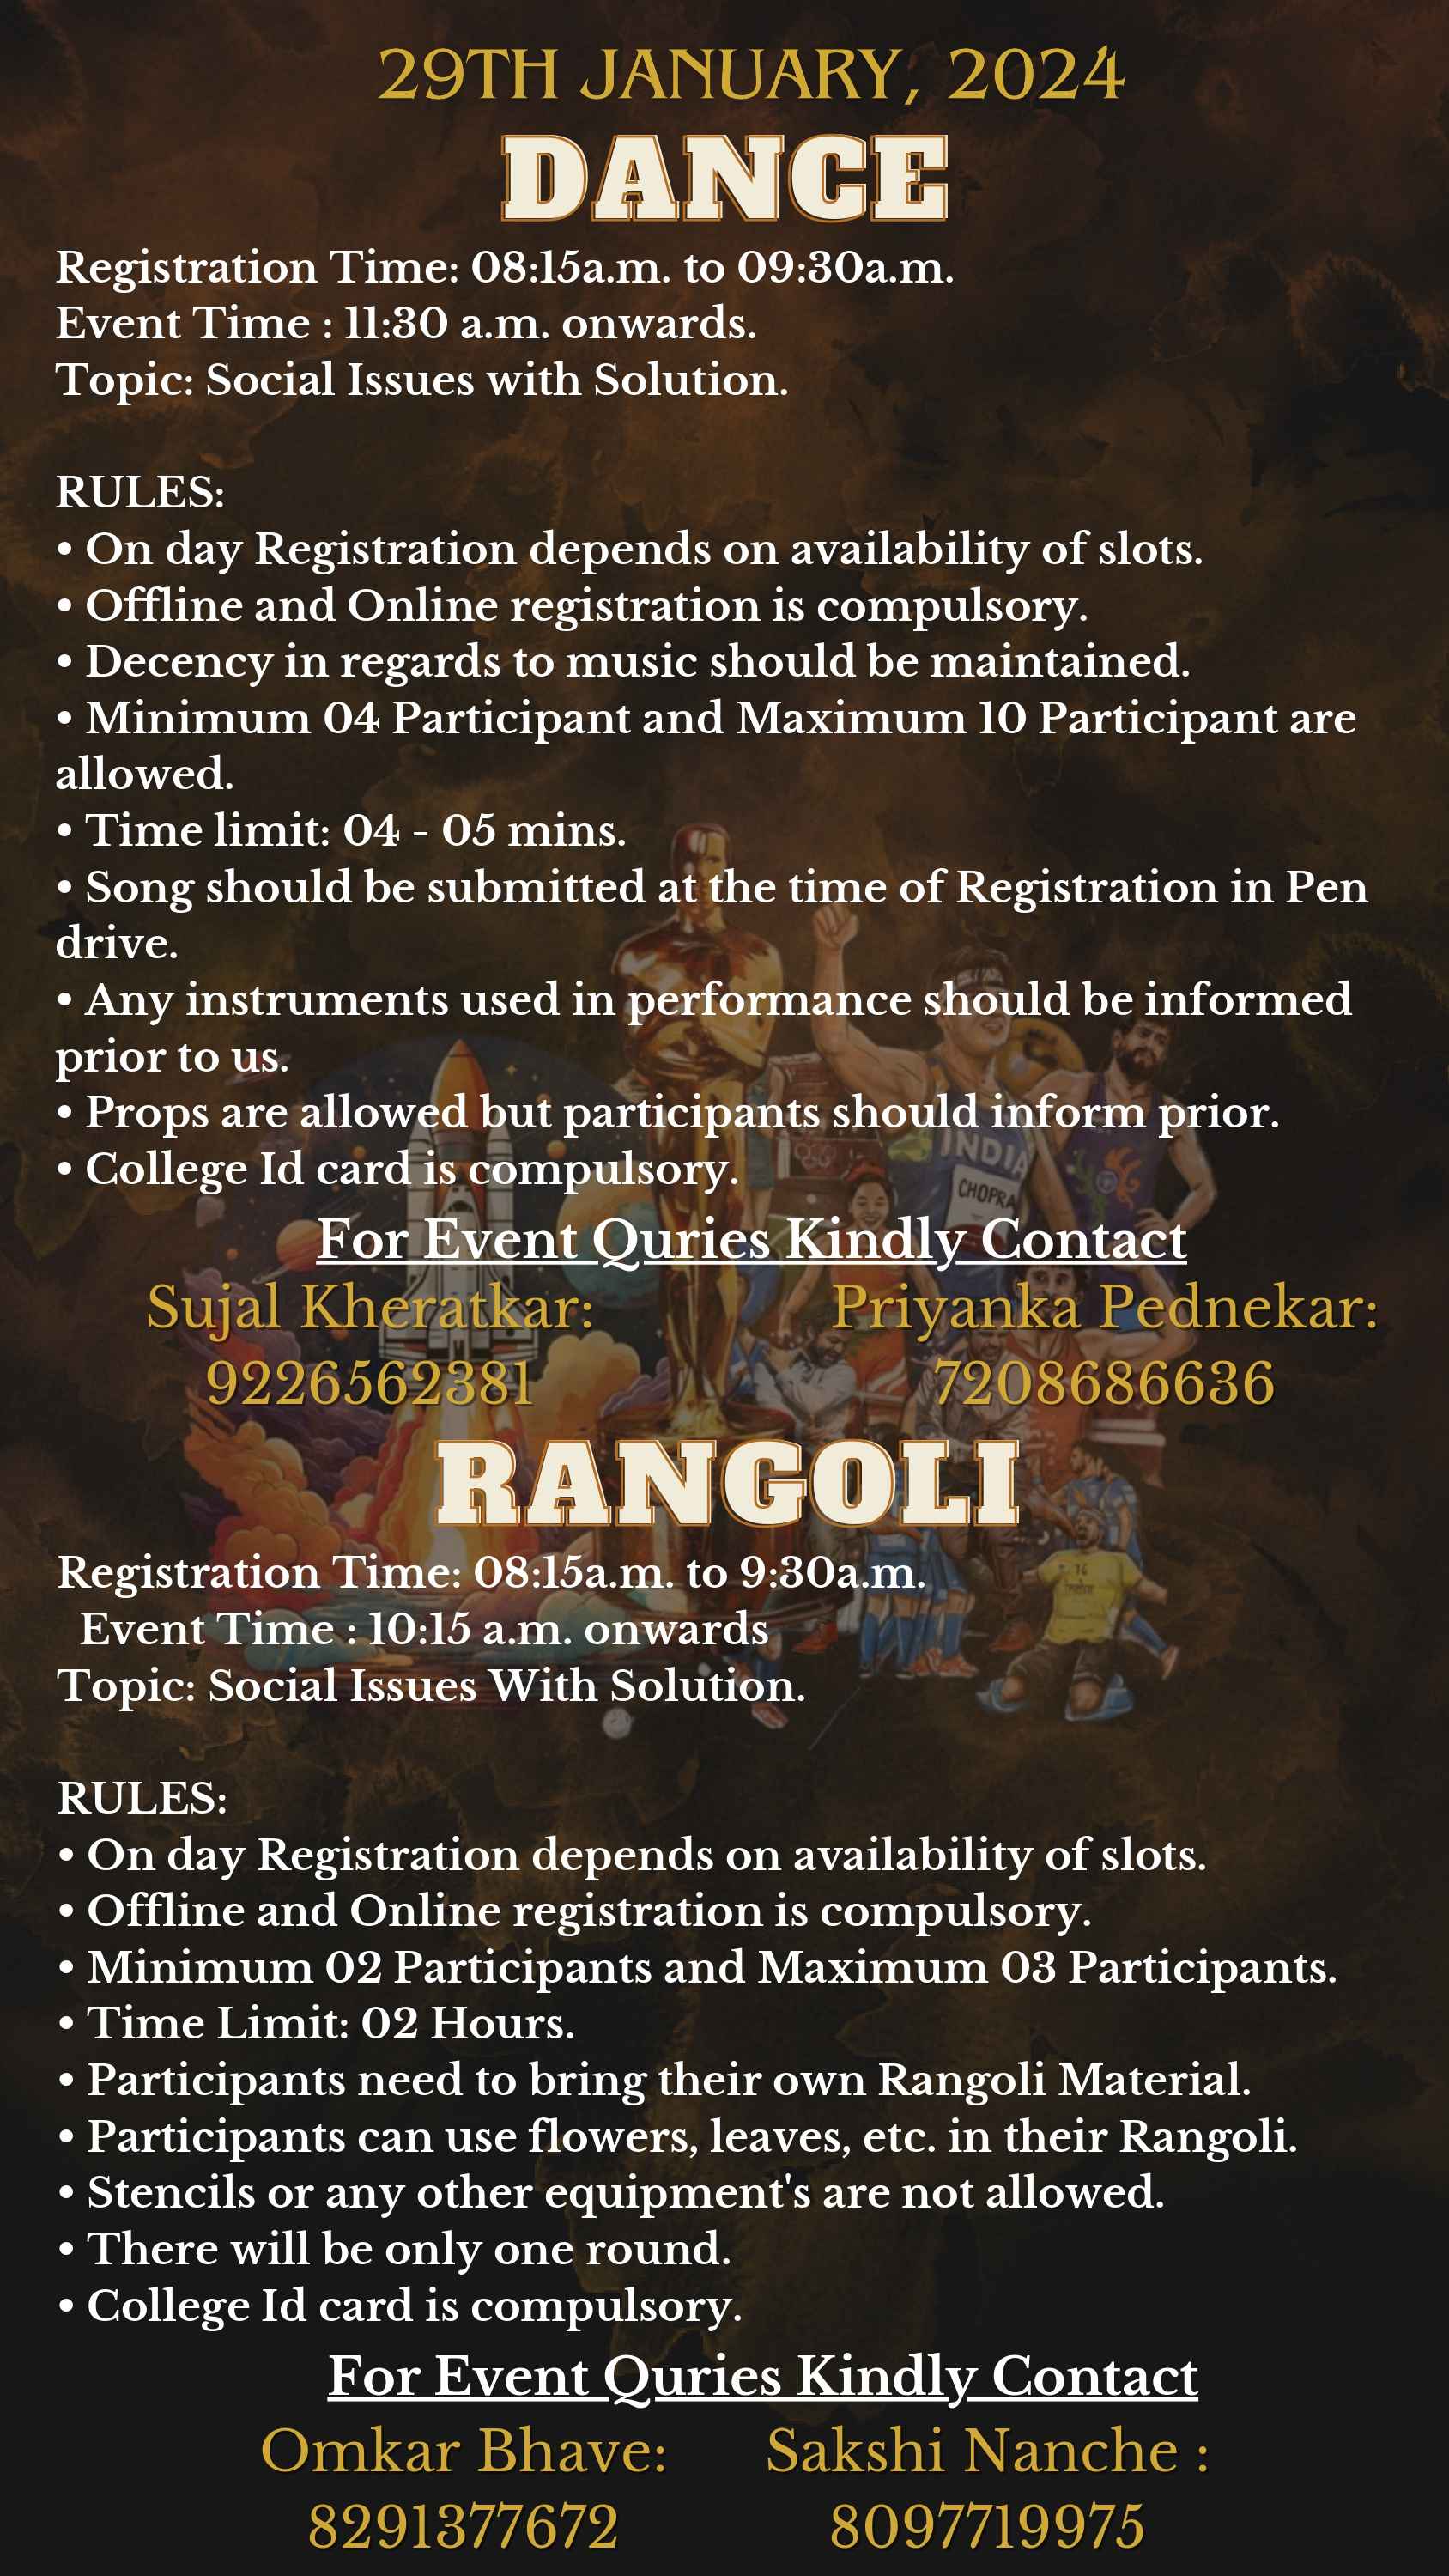 29TH JANUARY, 2024
DANCE
Registration Time: 08:15a.m. to 09:30a.m.
Event Time : 11:30 a.m. onwards.
Topic: Social Issues with Solution.
RULES:
• On day Registration depends on availability of slots.
• Offline and Online registration is compulsory.
• Decency in regards to music should be maintained.
• Minimum 04 Participant and Maximum 10 Participant are
allowed.
• Time limit: 04 - 05 mins.
• Song should be submitted at the time of Registration in Pen
drive.
• Any instruments used in performance should be informed
prior to us.
• Props are allowed but participants should inform prior.
INDIA
CHOPRA
• College Id card is compulsory.
For Event Quries Kindly Contact
Sujal Kheratkar: Priyanka Pednekar:
9226562381 7208686636
RANGOLI
Registration Time: 08:15a.m. to 9:30a.m.
16
Event Time : 10:15 a.m. onwards
Topic: Social Issues With Solution.
RULES:
• On day Registration depends on availability of slots.
• Offline and Online registration is compulsory.
• Minimum 02 Participants and Maximum 03 Participants.
• Time Limit: 02 Hours.
• Participants need to bring their own Rangoli Material.
• Participants can use flowers, leaves, etc. in their Rangoli.
• Stencils or any other equipment's are not allowed.
• There will be only one round.
• College Id card is compulsory.
For Event Quries Kindly Contact
Omkar Bhave: Sakshi Nanche :
8291377672 8097719975